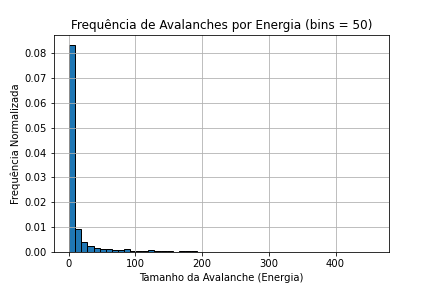 Frequência de Avalanches por Energia (bins = 50)
0.08
0.07
0.06
0.05
0.04
0.03
0.02
0.01
0.00
Frequência Normalizada
0 100 200 300 400
Tamanho da Avalanche (Energia)